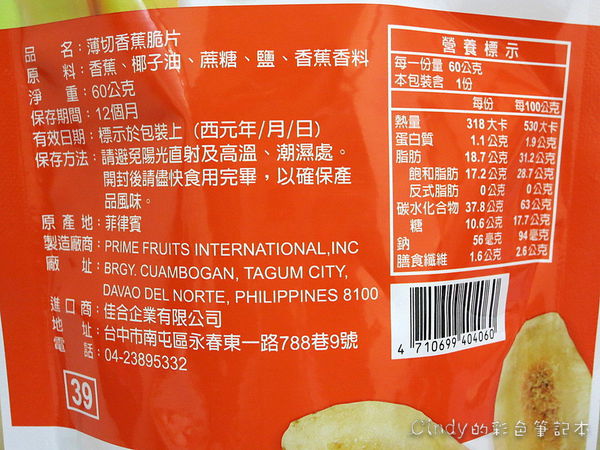 品名：薄切香蕉脆片
原料：香蕉、椰子油、蔗糖、鹽、香蕉香料
淨重：60公克
保存期間：12個月
有效日期：標示於包裝上（西元年/月/日）
保存方法：請避免陽光直射及高溫、潮濕處。
開封後請儘快食用完畢，以確保產
品風味。
原產地：菲律賓
製造廠商：PRIME FRUITS INTERNATIONAL,INC
廠址：BRGY. CUAMBOGAN, TAGUM CITY,
DAVAO DEL NORTE, PHILIPPINES 8100
進口商：佳合企業有限公司
地址：台中市南屯區永春東一路788巷9號
電話：04-23895332
39
營養標示
每一份量 60公克
本包裝含 1份
每份 每100公克
熱量 318大卡 530大卡
蛋白質 1.1公克 1.9公克
脂肪 18.7公克 31.2公克
飽和脂肪 17.2公克 28.7公克
反式脂肪 0公克 0公克
碳水化合物 37.8公克 63公克
糖 10.6公克 17.7公克
鈉 56毫克 94毫克
膳食纖維 1.6公克 2.6公克
4 710699 404060
Cindy的彩色筆記本